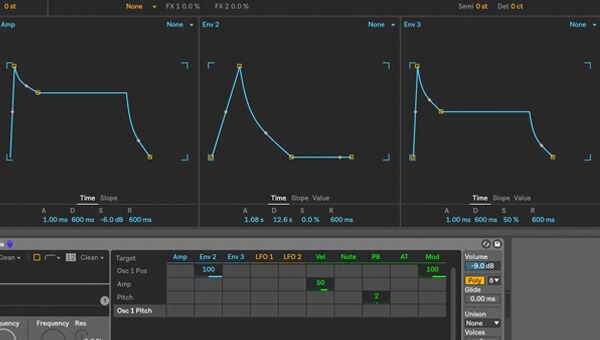 0 st None FX 1 0.0 % FX 2 0.0 % Semi 0 st Det 0 ct
Amp None Env 2 None Env 3 None
Time Slope Time Slope Value Time Slope Value
A D S R A D S R A D S R
1.00 ms 600 ms -6.0 dB 600 ms 1.08 s 12.6 s 0.0 % 600 ms 1.00 ms 600 ms 50 % 600 ms
Clean 12 Clean
Target Amp Env 2 Env 3 LFO 1 LFO 2 Vel Note PB AT Mod
Osc 1 Pos 100 100
Amp 50
Pitch 2
Osc 1 Pitch
1
Frequency Res
Volume
-9.0 dB
Poly 8
Glide
0.00 ms
Unison
None
Voices